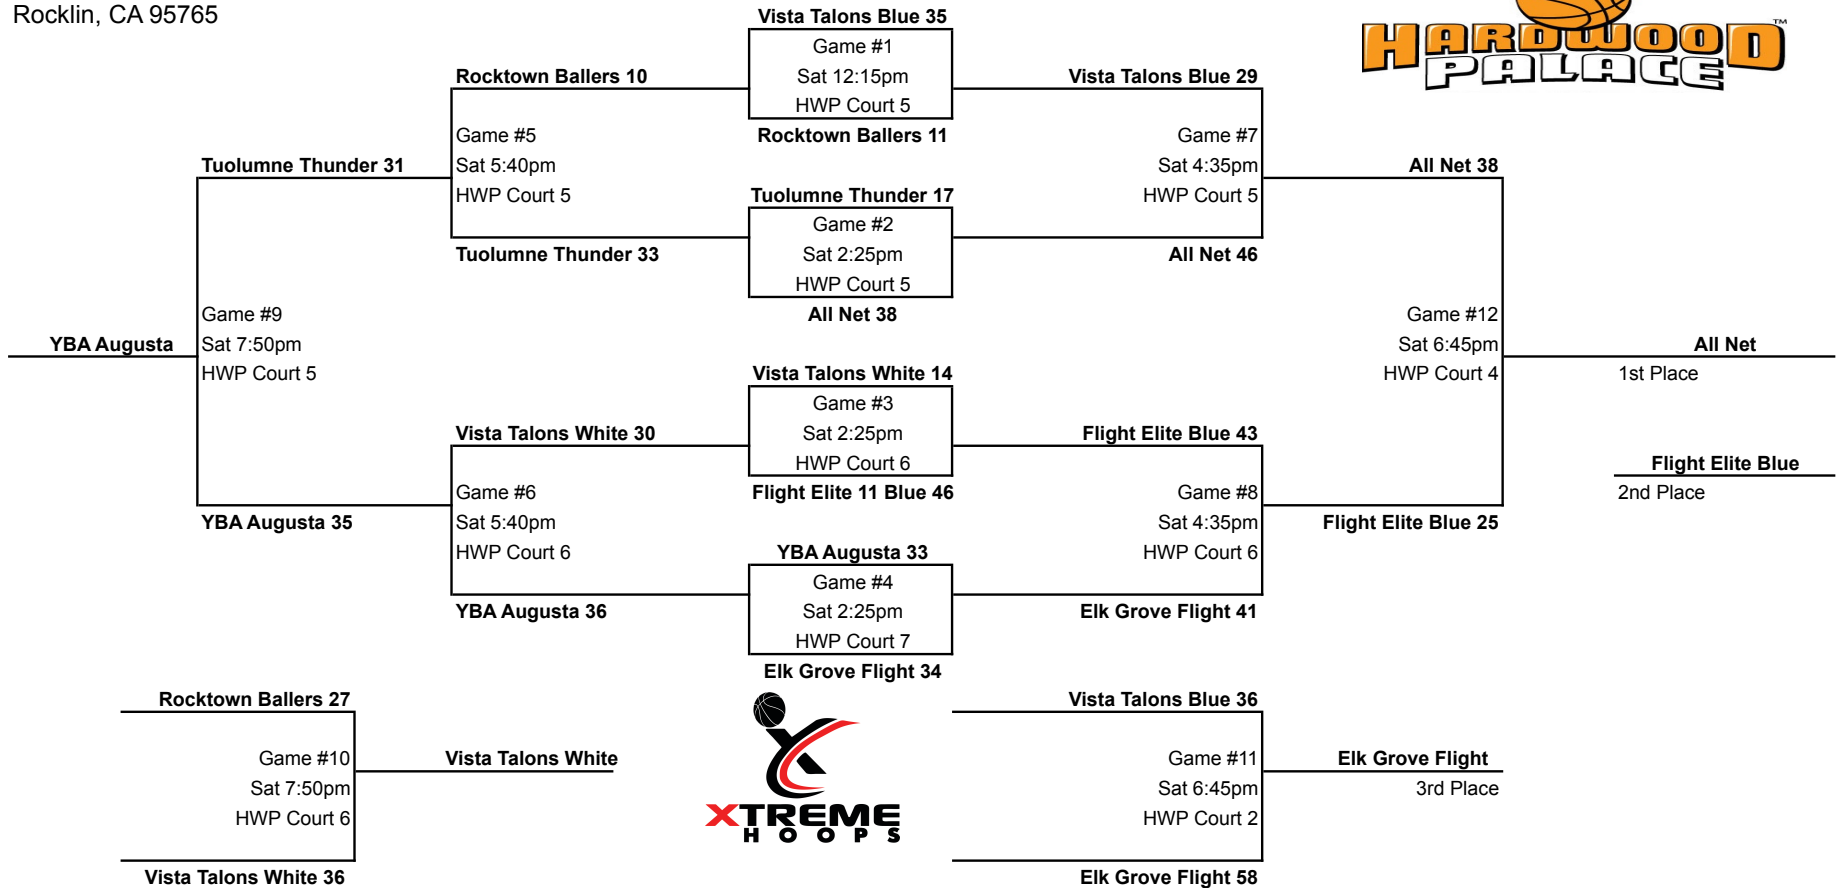 Rocklin, CA 95765
HARDWOOD
PALACE
™
Vista Talons Blue 35
Game #1
Sat 12:15pm
HWP Court 5
Rocktown Ballers 11
Rocktown Ballers 10
Game #5
Sat 5:40pm
HWP Court 5
Tuolumne Thunder 33
Vista Talons Blue 29
Game #7
Sat 4:35pm
HWP Court 5
All Net 46
Tuolumne Thunder 31
Game #9
Sat 7:50pm
HWP Court 5
YBA Augusta 35
YBA Augusta
Tuolumne Thunder 17
Game #2
Sat 2:25pm
HWP Court 5
All Net 38
All Net 38
Game #12
Sat 6:45pm
HWP Court 4
Flight Elite Blue 25
All Net
1st Place
Flight Elite Blue
2nd Place
Vista Talons White 14
Game #3
Sat 2:25pm
HWP Court 6
Flight Elite 11 Blue 46
Vista Talons White 30
Game #6
Sat 5:40pm
HWP Court 6
YBA Augusta 36
Flight Elite Blue 43
Game #8
Sat 4:35pm
HWP Court 6
Elk Grove Flight 41
YBA Augusta 33
Game #4
Sat 2:25pm
HWP Court 7
Elk Grove Flight 34
Rocktown Ballers 27
Game #10
Sat 7:50pm
HWP Court 6
Vista Talons White 36
Vista Talons White
XTREME
HOOPS
Vista Talons Blue 36
Game #11
Sat 6:45pm
HWP Court 2
Elk Grove Flight 58
Elk Grove Flight
3rd Place